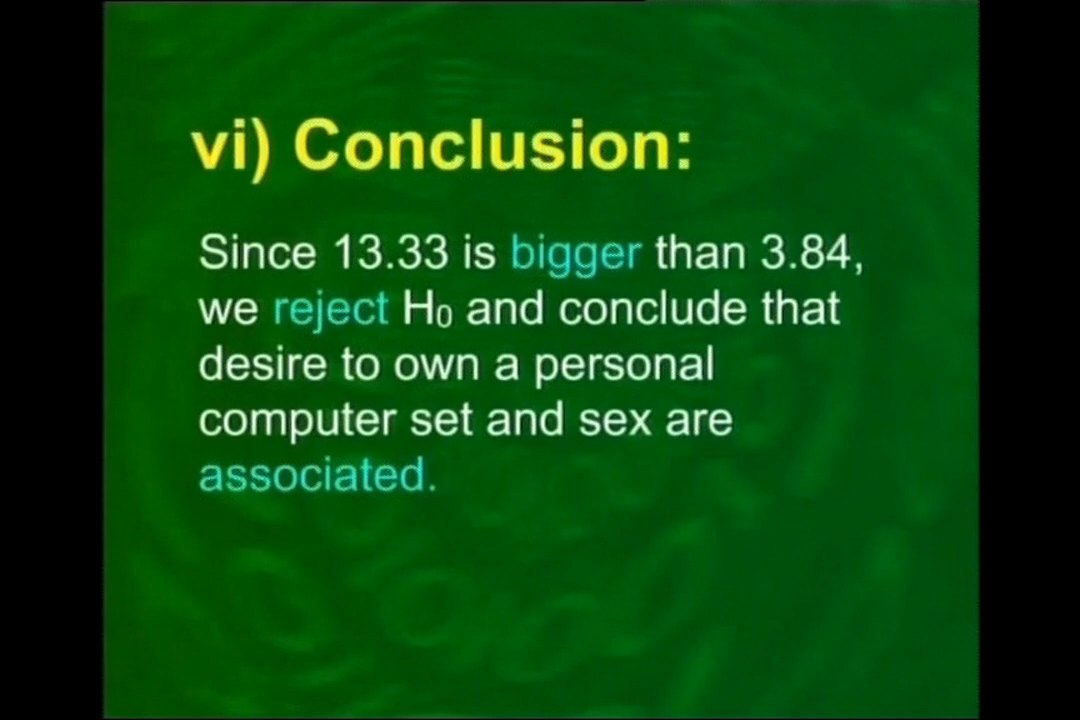 vi) Conclusion:
Since 13.33 is bigger than 3.84,
we reject H₀ and conclude that
desire to own a personal
computer set and sex are
associated.